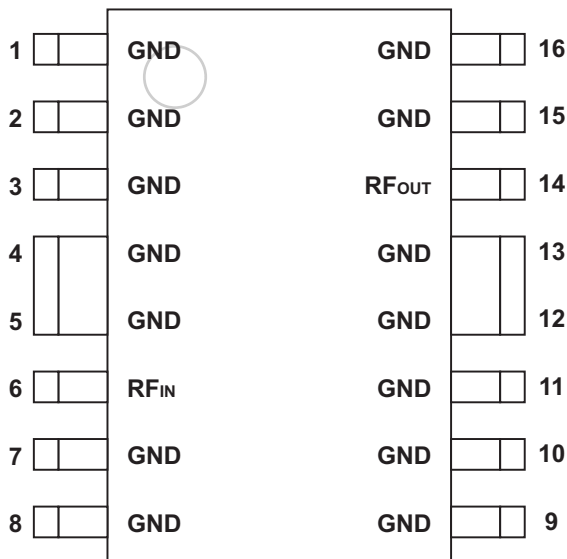 1 GND GND 16
2 GND GND 15
3 GND RFOUT 14
4 GND GND 13
5 GND GND 12
6 RFIN GND 11
7 GND GND 10
8 GND GND 9